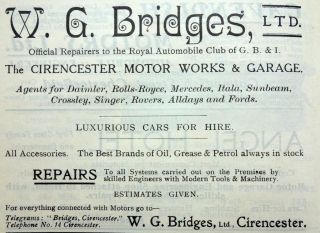 W. G. Bridges, LTD.
Official Repairers to the Royal Automobile Club of G. B. & I.
The CIRENCESTER MOTOR WORKS & GARAGE.
Agents for Daimler, Rolls-Royce, Mercedes, Itala, Sunbeam,
Crossley, Singer, Rovers, Alldays and Fords.
LUXURIOUS CARS FOR HIRE.
All Accessories. The Best Brands of Oil, Grease & Petrol always in stock
REPAIRS To all Systems carried out on the Premises by
skilled Engineers with Modern Tools & Machinery.
ESTIMATES GIVEN.
For everything connected with Motors go to—
Telegrams: "Bridges, Cirencester."
Telephone No. 14 Cirencester.
W. G. Bridges, Ltd., Cirencester.